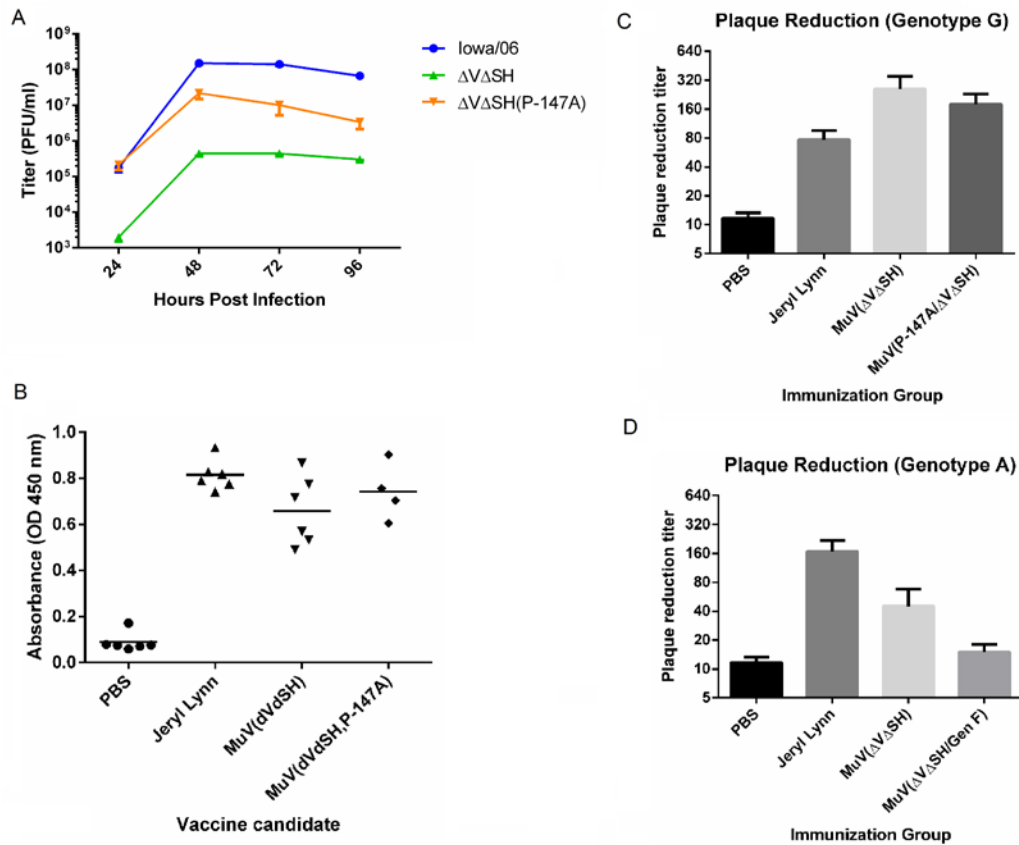 A
Iowa/06
ΔVΔSH
ΔVΔSH(P-147A)
Titer (PFU/ml)
10⁹
10⁸
10⁷
10⁶
10⁵
10⁴
10³
24
48
72
96
Hours Post Infection
B
Absorbance (OD 450 nm)
1.0
0.8
0.6
0.4
0.2
0.0
PBS
Jeryl Lynn
MuV(dVdSH)
MuV(dVdSH,P-147A)
Vaccine candidate
C
Plaque Reduction (Genotype G)
Plaque reduction titer
640
320
160
80
40
20
10
5
PBS
Jeryl Lynn
MuV(ΔVΔSH)
MuV(P-147A/ΔVΔSH)
Immunization Group
D
Plaque Reduction (Genotype A)
Plaque reduction titer
640
320
160
80
40
20
10
5
PBS
Jeryl Lynn
MuV(ΔVΔSH)
MuV(ΔVΔSH/Gen F)
Immunization Group